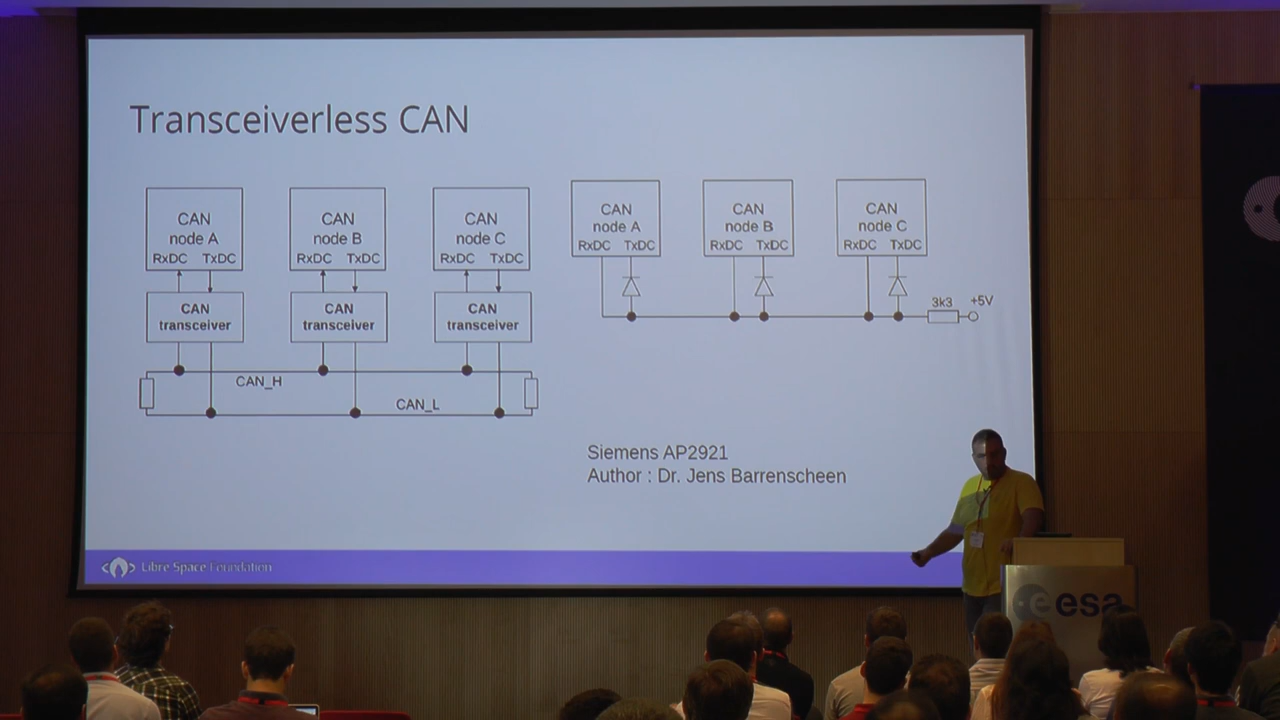 Transceiverless CAN
CAN
node A
RxDC TxDC
CAN
node B
RxDC TxDC
CAN
node C
RxDC TxDC
CAN
transceiver
CAN
transceiver
CAN
transceiver
CAN_H
CAN_L
CAN
node A
RxDC TxDC
CAN
node B
RxDC TxDC
CAN
node C
RxDC TxDC
3k3
+5V
Siemens AP2921
Author : Dr. Jens Barrenscheen
Libre Space Foundation
esa